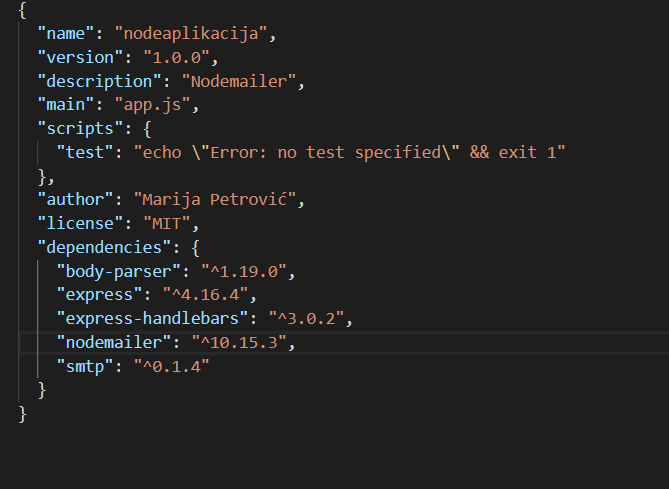 {
"name": "nodeaplikacija",
"version": "1.0.0",
"description": "Nodemailer",
"main": "app.js",
"scripts": {
"test": "echo \"Error: no test specified\" && exit 1"
},
"author": "Marija Petrović",
"license": "MIT",
"dependencies": {
"body-parser": "^1.19.0",
"express": "^4.16.4",
"express-handlebars": "^3.0.2",
"nodemailer": "^10.15.3",
"smtp": "^0.1.4"
}
}